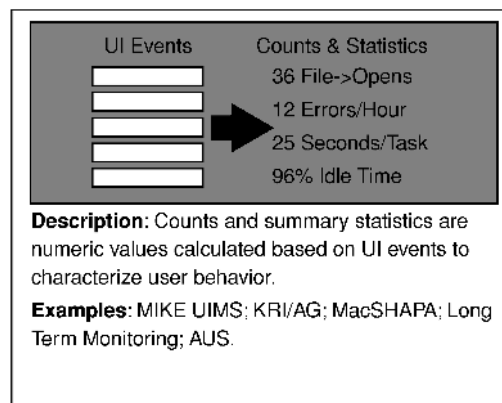 UI Events Counts & Statistics
36 File->Opens
12 Errors/Hour
25 Seconds/Task
96% Idle Time
Description: Counts and summary statistics are
numeric values calculated based on UI events to
characterize user behavior.
Examples: MIKE UIMS; KRI/AG; MacSHAPA; Long
Term Monitoring; AUS.